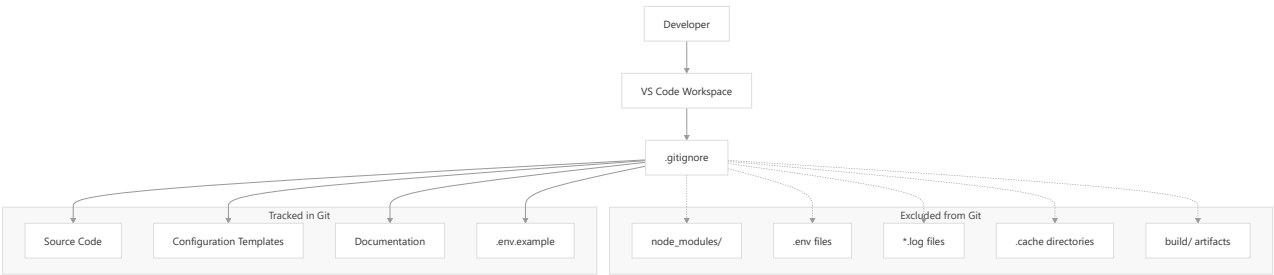 Developer
VS Code Workspace
.gitignore
Tracked in Git
Source Code
Configuration Templates
Documentation
.env.example
Excluded from Git
node_modules/
.env files
*.log files
.cache directories
build/ artifacts